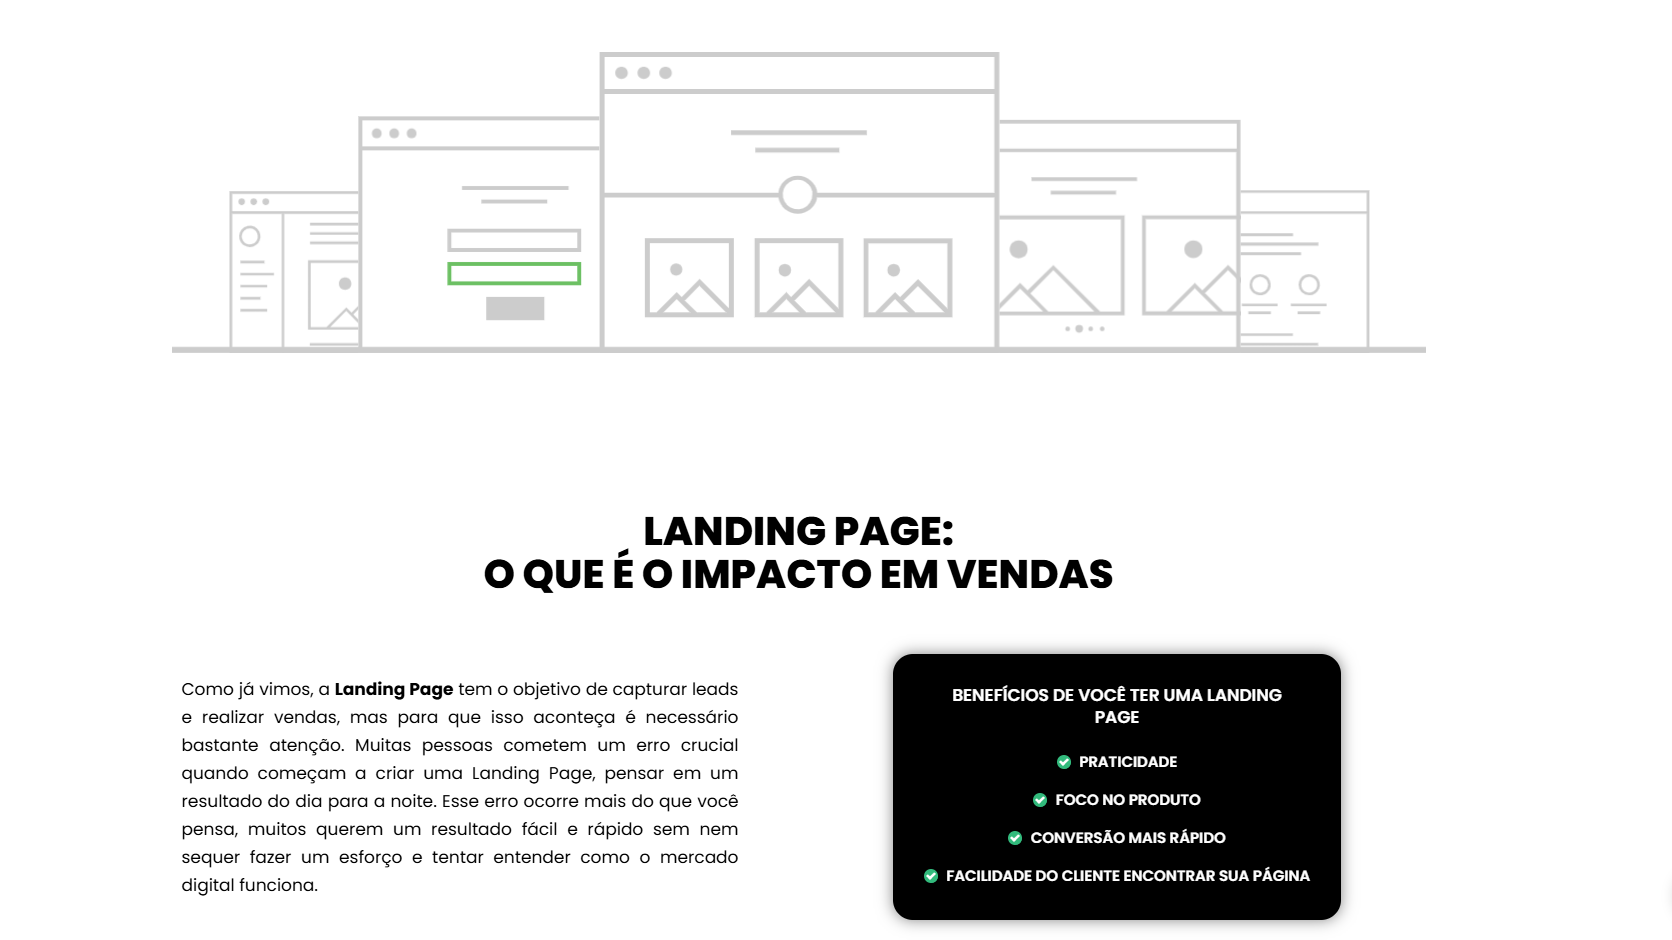 LANDING PAGE:
O QUE É O IMPACTO EM VENDAS
Como já vimos, a Landing Page tem o objetivo de capturar leads
e realizar vendas, mas para que isso aconteça é necessário
bastante atenção. Muitas pessoas cometem um erro crucial
quando começam a criar uma Landing Page, pensar em um
resultado do dia para a noite. Esse erro ocorre mais do que você
pensa, muitos querem um resultado fácil e rápido sem nem
sequer fazer um esforço e tentar entender como o mercado
digital funciona.
BENEFÍCIOS DE VOCÊ TER UMA LANDING
PAGE
PRATICIDADE
FOCO NO PRODUTO
CONVERSÃO MAIS RÁPIDO
FACILIDADE DO CLIENTE ENCONTRAR SUA PÁGINA